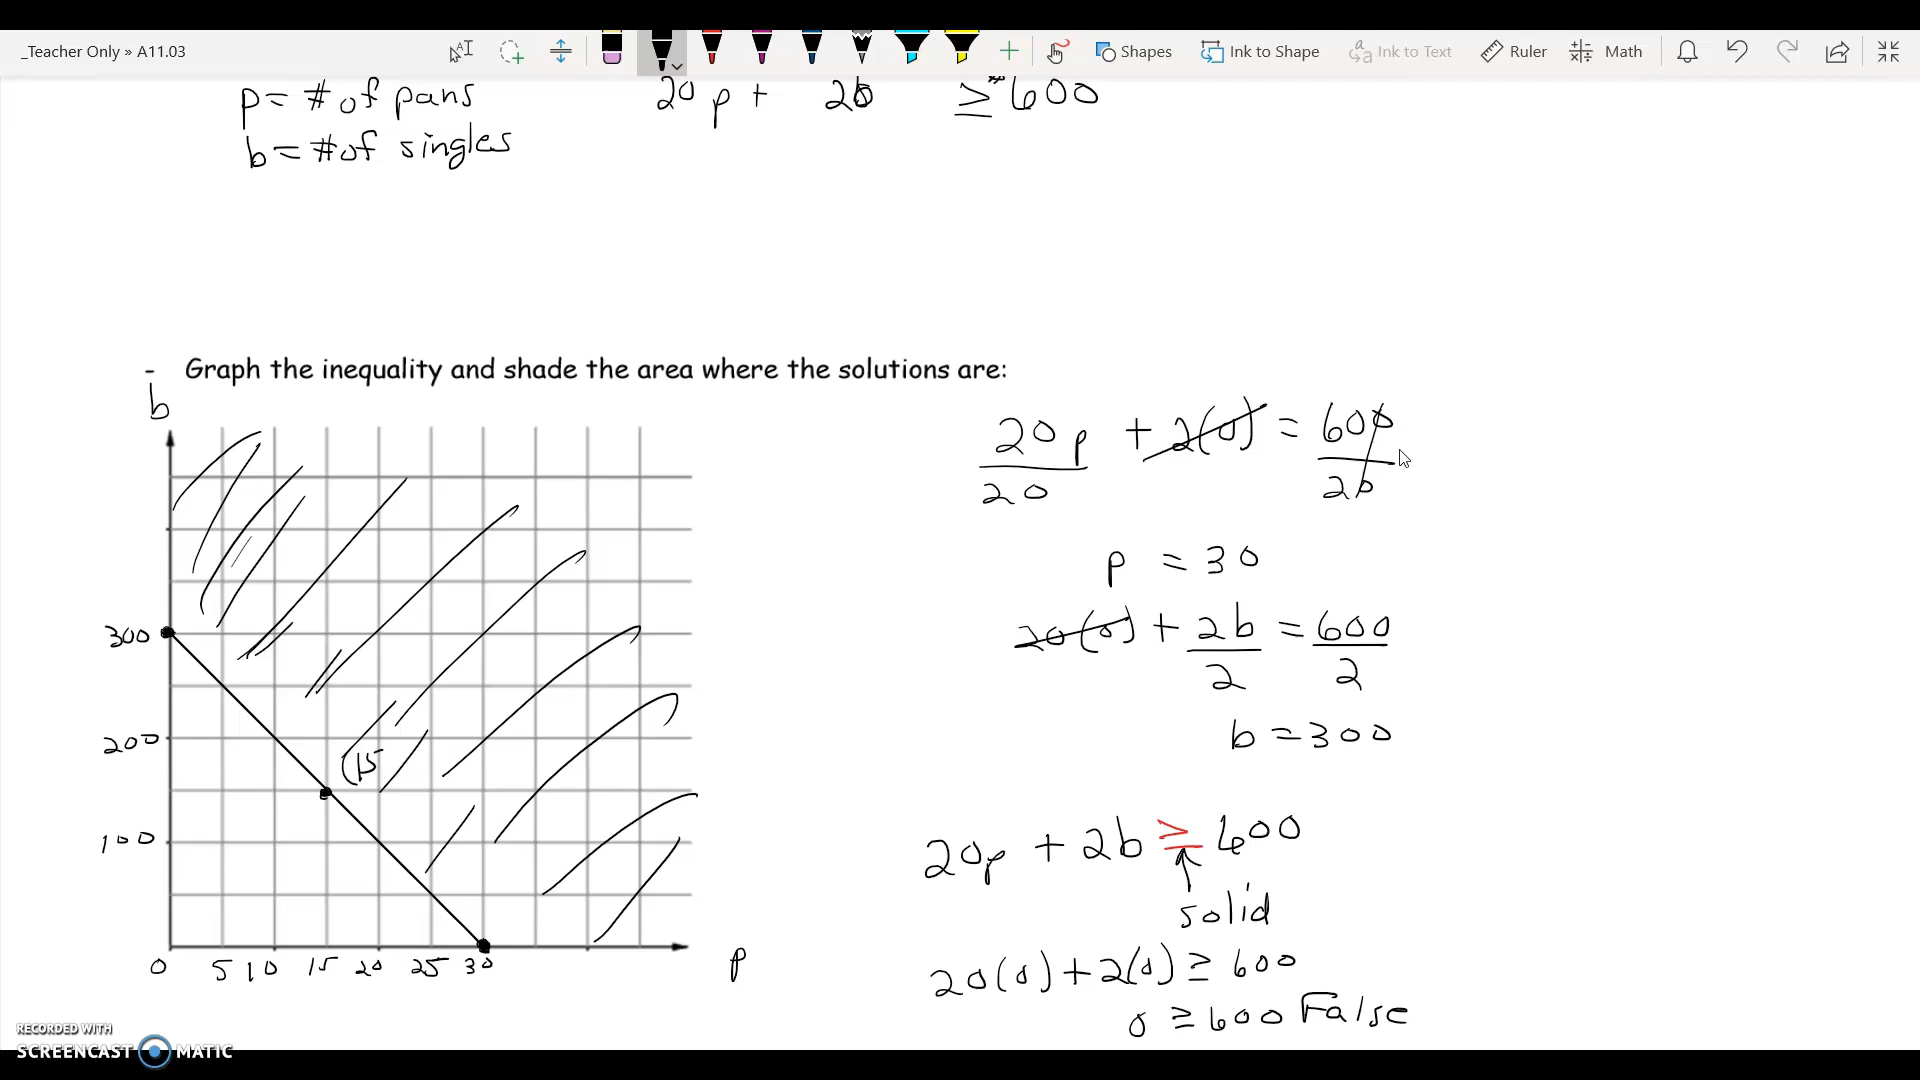 _Teacher Only » A11.03
Shapes Ink to Shape Ink to Text Ruler Math
p = # of pans 20p + 2b ≥ 600
b = # of singles
- Graph the inequality and shade the area where the solutions are:
b
20p + 2(0) = 600
20 20
p = 30
20(0) + 2b = 600
2 2
b = 300
300
200
(15
100
0 5 10 15 20 25 30 p
20p + 2b ≥ 600
solid
20(0) + 2(0) ≥ 600
0 ≥ 600 False
RECORDED WITH
SCREENCAST MATIC